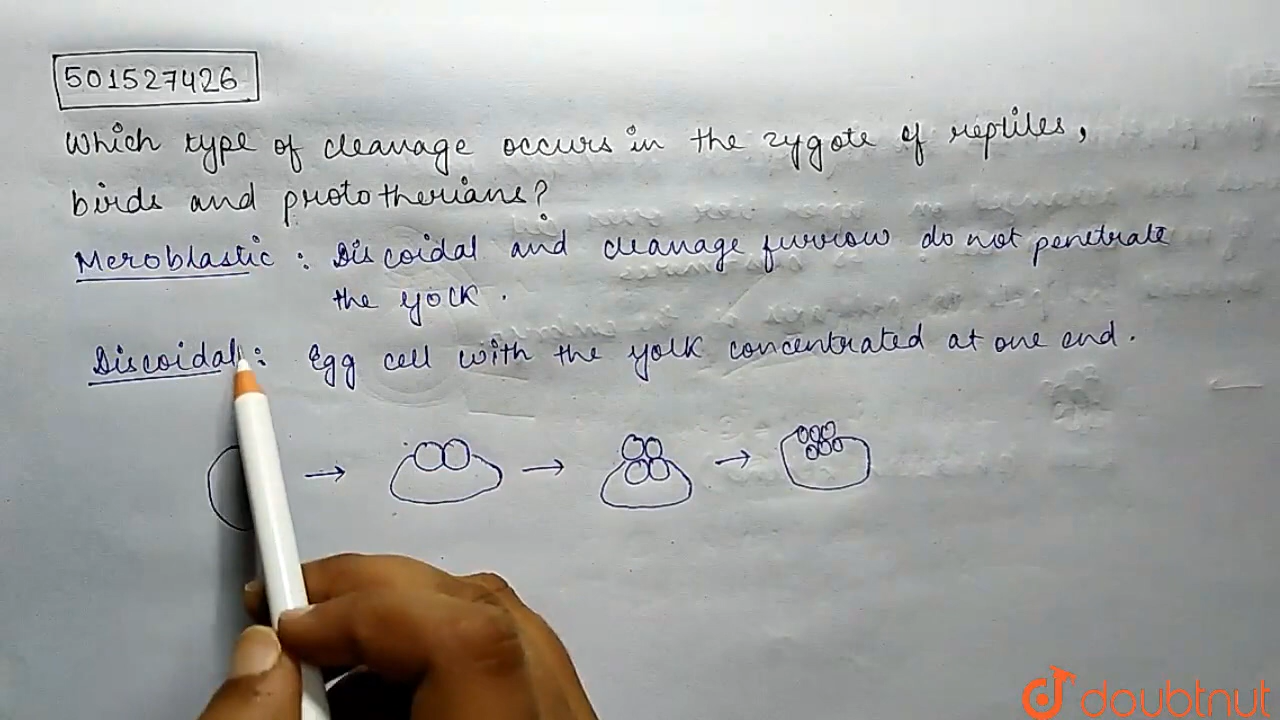 501527426
Which type of cleavage occurs in the zygote of reptiles,
birds and prototherians?
Meroblastic : Discoidal and cleavage furrow do not penetrate
the yolk.
Discoidal : Egg cell with the yolk concentrated at one end.
doubtnut